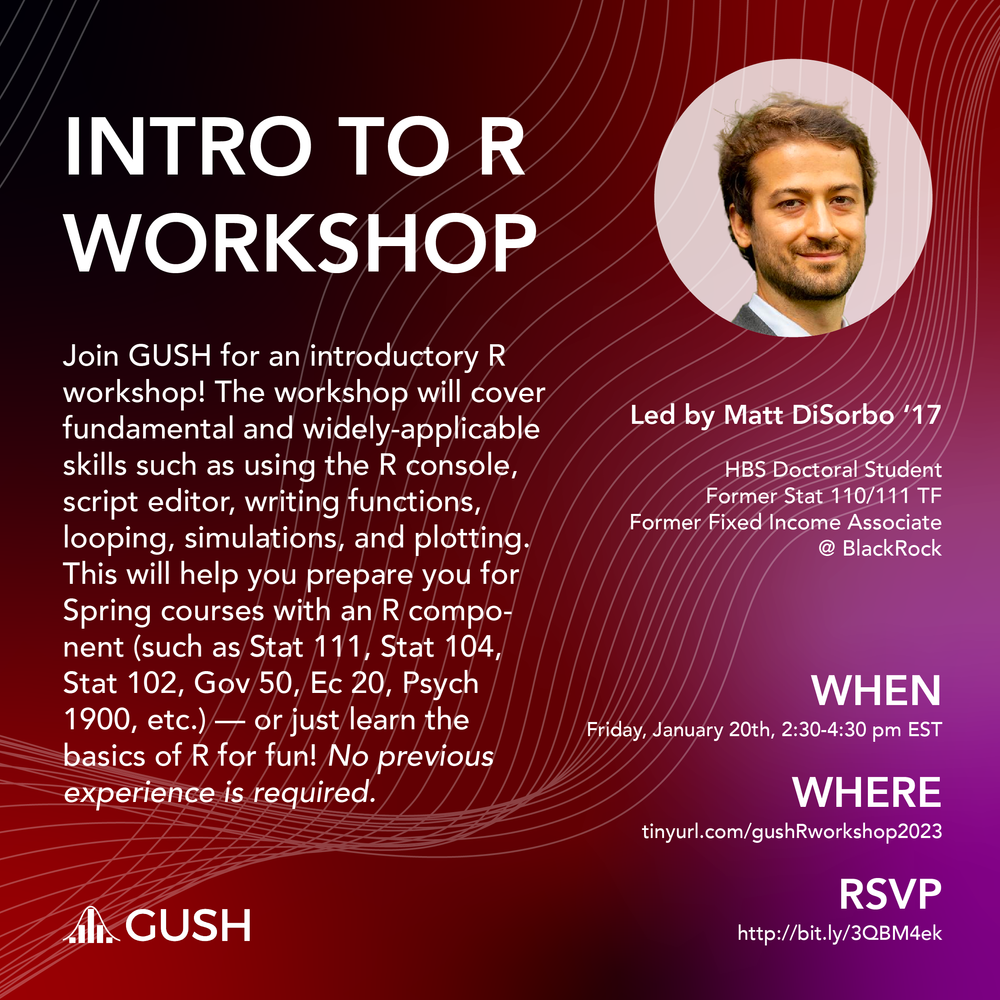 INTRO TO R
WORKSHOP
Join GUSH for an introductory R
workshop! The workshop will cover
fundamental and widely-applicable
skills such as using the R console,
script editor, writing functions,
looping, simulations, and plotting.
This will help you prepare you for
Spring courses with an R compo-
nent (such as Stat 111, Stat 104,
Stat 102, Gov 50, Ec 20, Psych
1900, etc.) — or just learn the
basics of R for fun! No previous
experience is required.
GUSH
Led by Matt DiSorbo ‘17
HBS Doctoral Student
Former Stat 110/111 TF
Former Fixed Income Associate
@ BlackRock
WHEN
Friday, January 20th, 2:30-4:30 pm EST
WHERE
tinyurl.com/gushRworkshop2023
RSVP
http://bit.ly/3QBM4ek